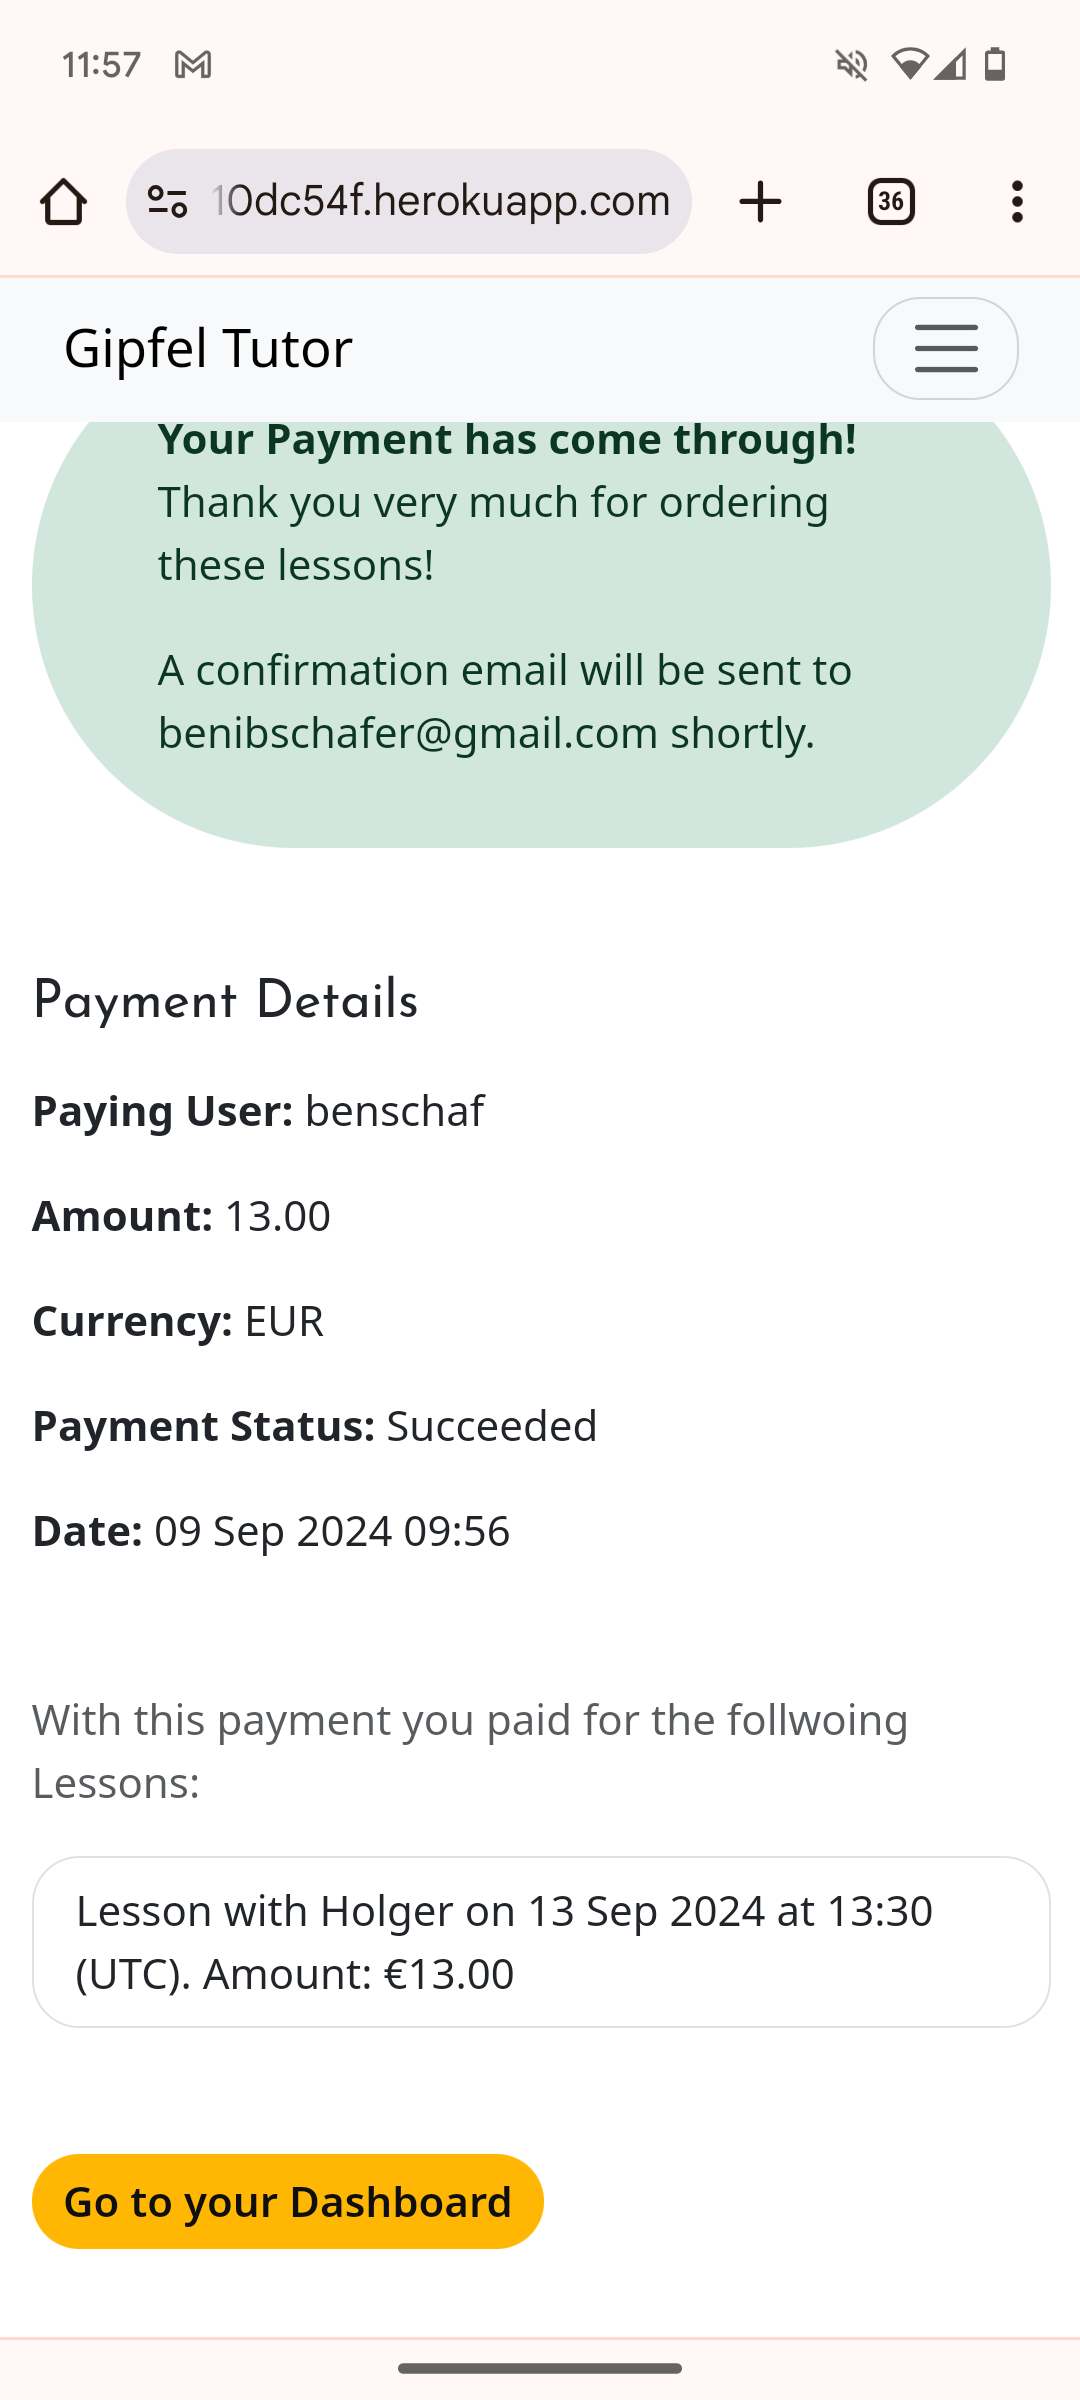 11:57
10dc54f.herokuapp.com
36
Gipfel Tutor
Your Payment has come through!
Thank you very much for ordering
these lessons!
A confirmation email will be sent to
benibschafer@gmail.com shortly.
Payment Details
Paying User: benschaf
Amount: 13.00
Currency: EUR
Payment Status: Succeeded
Date: 09 Sep 2024 09:56
With this payment you paid for the follwoing
Lessons:
Lesson with Holger on 13 Sep 2024 at 13:30
(UTC). Amount: €13.00
Go to your Dashboard